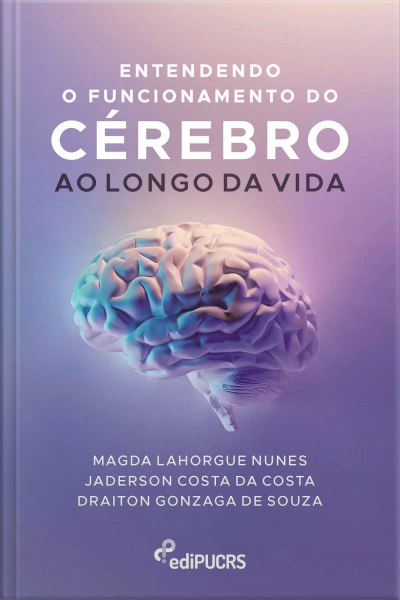 ENTENDENDO
O FUNCIONAMENTO DO
CÉREBRO
AO LONGO DA VIDA
MAGDA LAHORGUE NUNES
JADERSON COSTA DA COSTA
DRAITON GONZAGA DE SOUZA
ediPUCRS